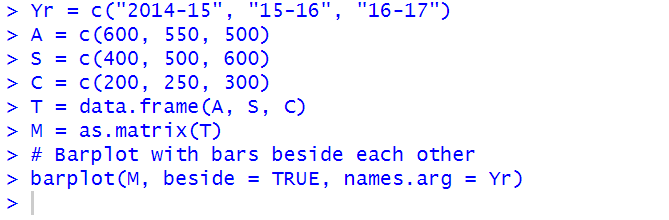 > Yr = c("2014-15", "15-16", "16-17")
> A = c(600, 550, 500)
> S = c(400, 500, 600)
> C = c(200, 250, 300)
> T = data.frame(A, S, C)
> M = as.matrix(T)
> # Barplot with bars beside each other
> barplot(M, beside = TRUE, names.arg = Yr)
>